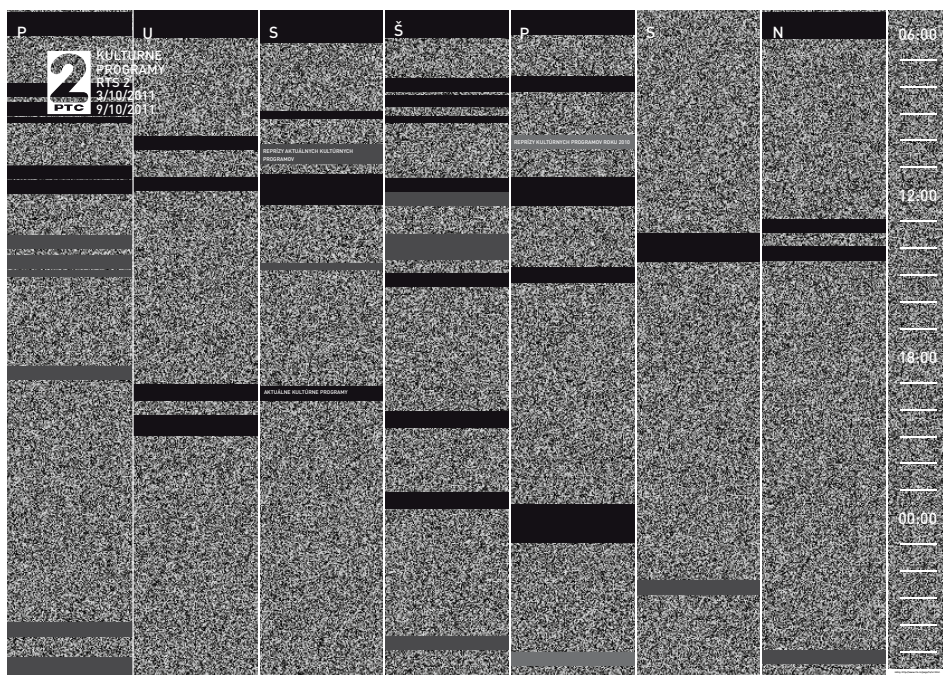 P U S Š P S N
2
PTC
KULTÚRNE
PROGRAMY
RTS 2
3/10/2011
9/10/2011
06:00
REPRÍZY KULTÚRNYCH PROGRAMOV ROKU 2010
REPRÍZY AKTUÁLNYCH KULTÚRNYCH
PROGRAMOV
12:00
18:00
AKTUÁLNE KULTÚRNE PROGRAMY
00:00